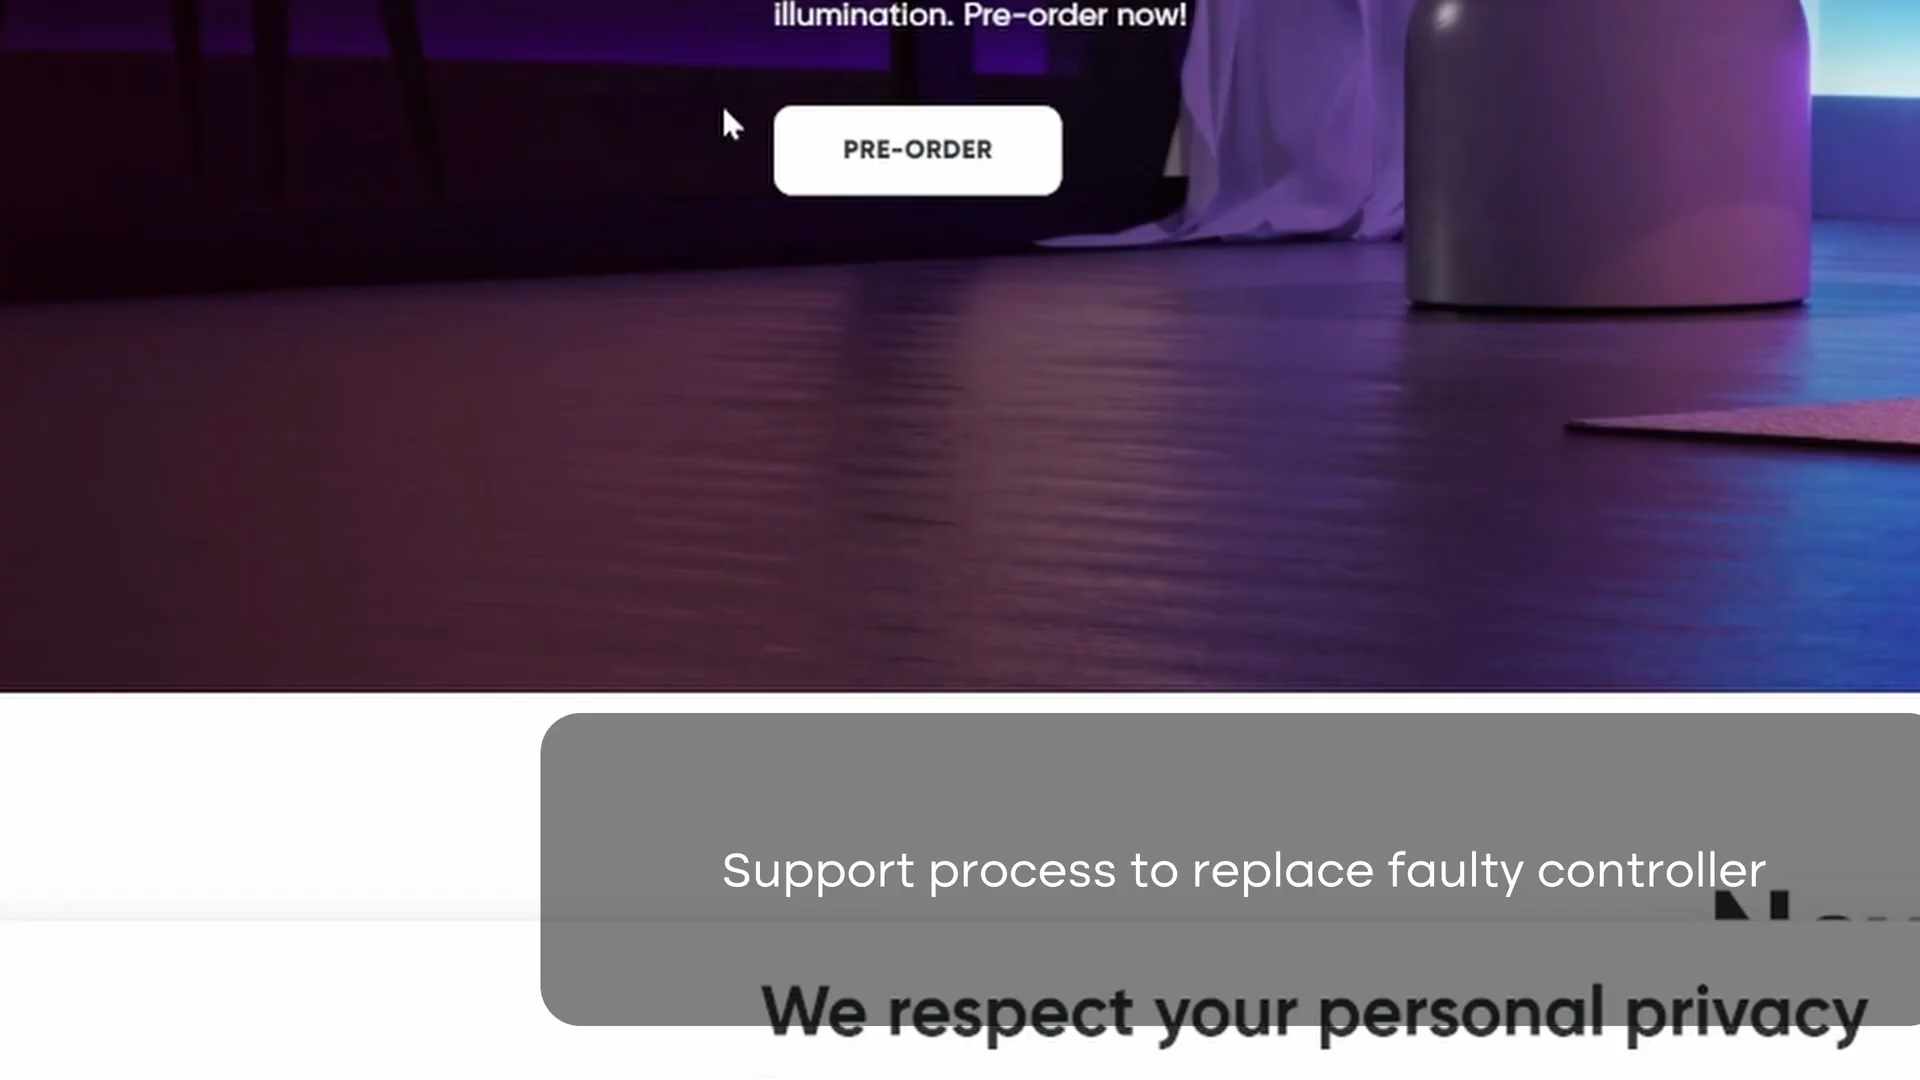 illumination. Pre-order now!
PRE-ORDER
Support process to replace faulty controller
We respect your personal privacy